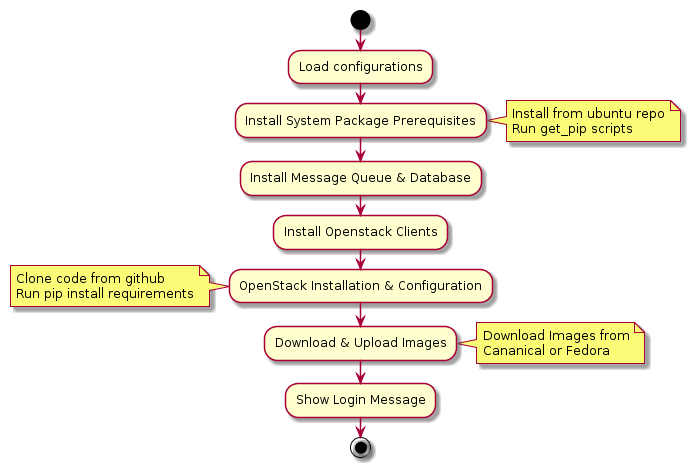 Load configurations
Install System Package Prerequisites
Install from ubuntu repo
Run get_pip scripts
Install Message Queue & Database
Install Openstack Clients
Clone code from github
Run pip install requirements
OpenStack Installation & Configuration
Download & Upload Images
Download Images from
Cananical or Fedora
Show Login Message